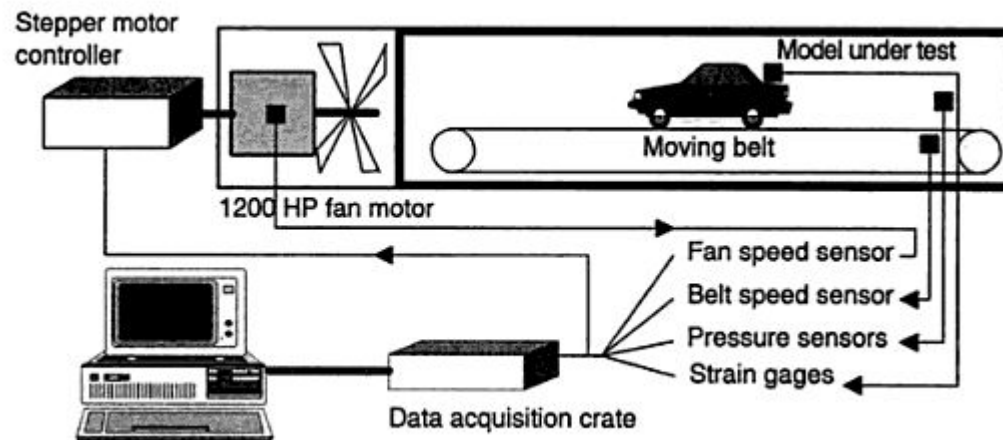 Stepper motor
controller
Model under test
Moving belt
1200 HP fan motor
Fan speed sensor
Belt speed sensor
Pressure sensors
Strain gages
Data acquisition crate